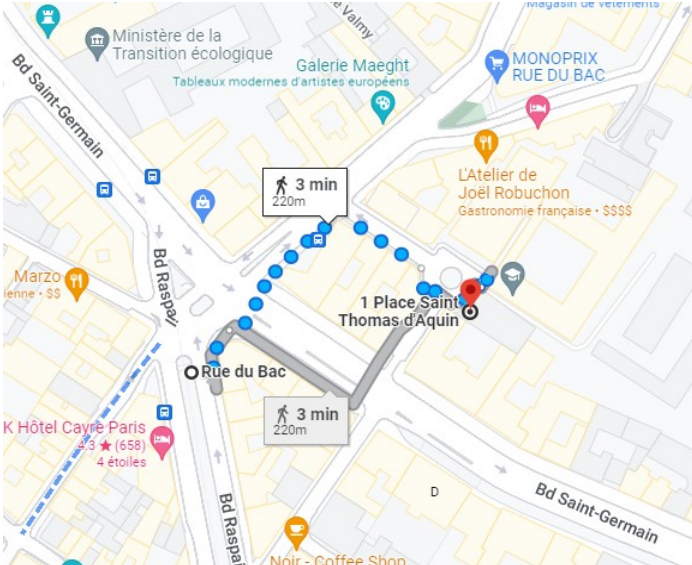 Magasin de vêtements
Ministère de la
Transition écologique
Valmy
Galerie Maeght
Tableaux modernes d'artistes européens
MONOPRIX
RUE DU BAC
Bd Saint-Germain
3 min
220m
L'Atelier de
Joël Robuchon
Gastronomie française • $$$$
Marzo
ienne • $$
Bd Raspail
1 Place Saint
Thomas d'Aquin
Rue du Bac
3 min
220m
K Hôtel Cayré Paris
4.3 ★ (658)
4 étoiles
D
Bd Saint-Germain
Bd Raspai
Noir - Coffee Shop